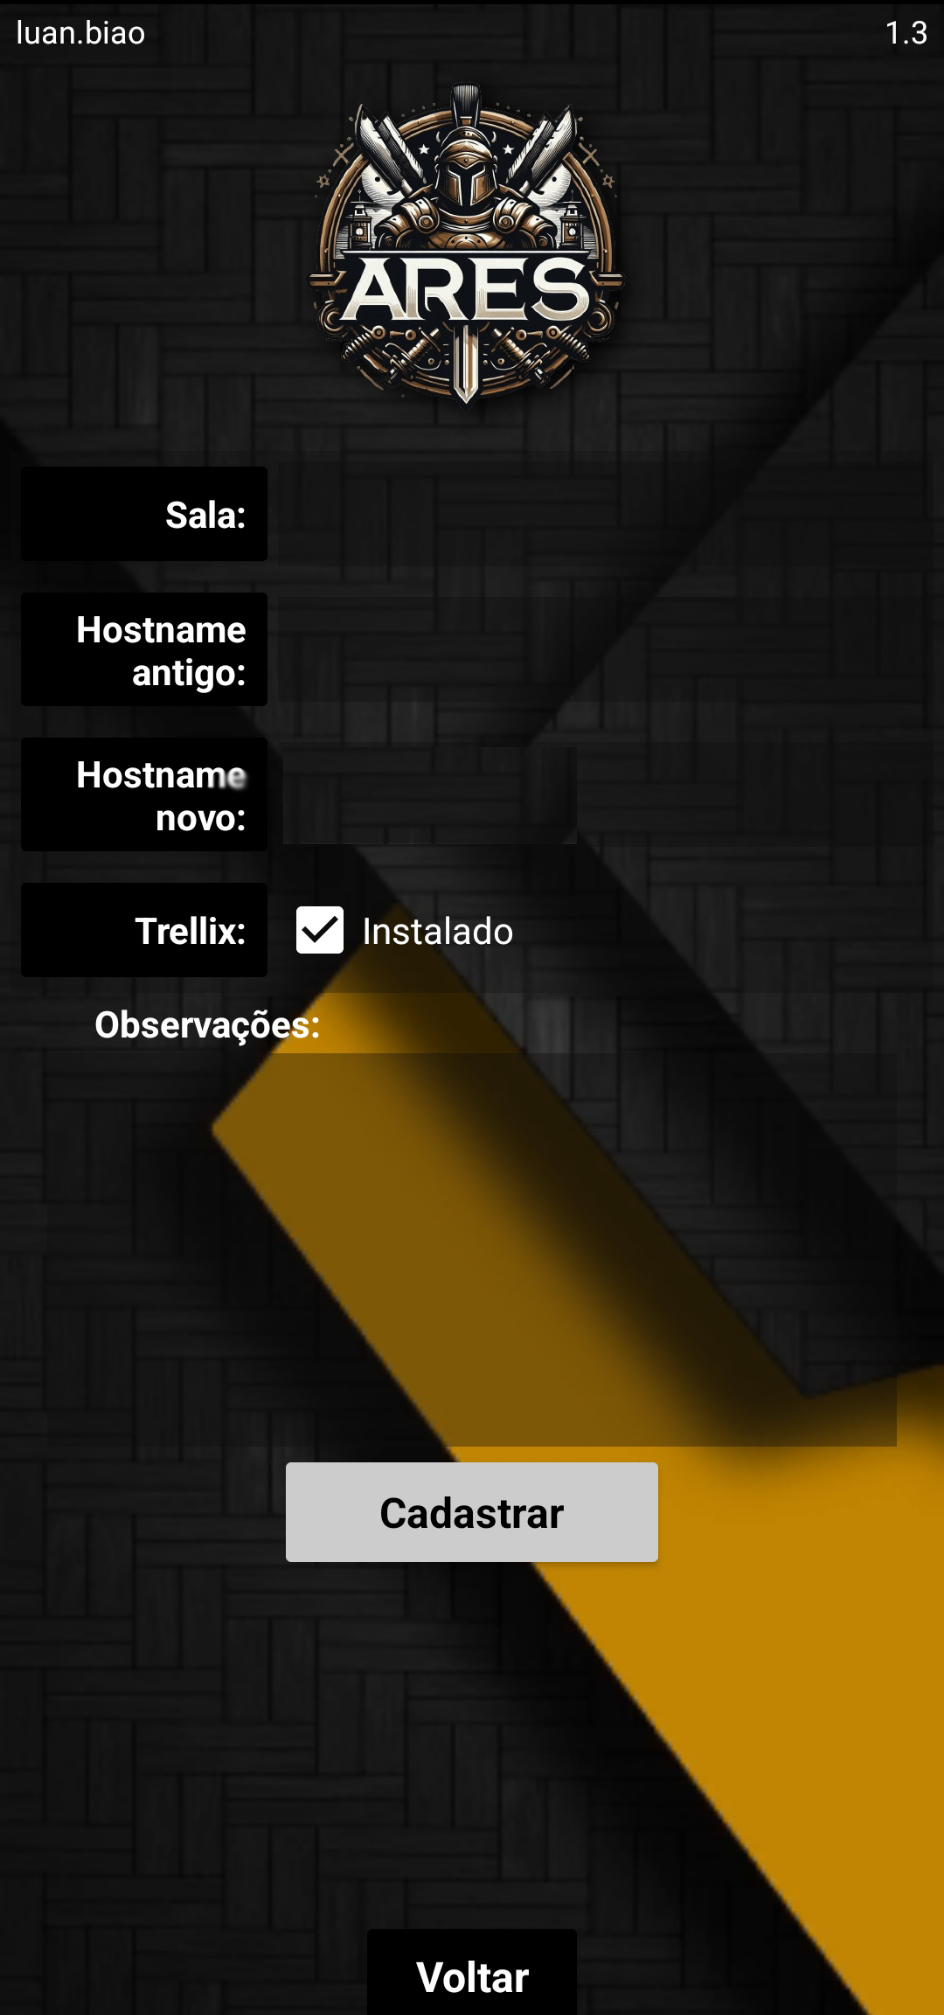 luan.biao 1.3
ARES
Sala:
Hostname
antigo:
Hostname
novo:
Trellix: Instalado
Observações:
Cadastrar
Voltar